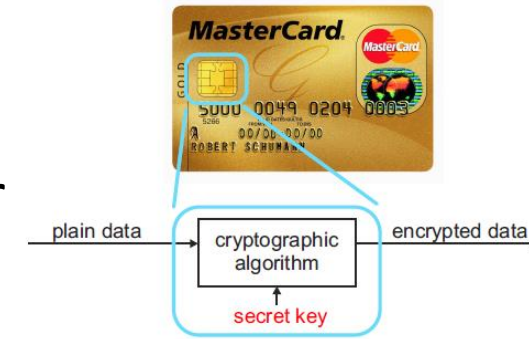 MasterCard
MasterCard
GOLD
5000 0049 0204 0003
5266
00/00 00/00
ROBERT SCHUMANN
plain data
cryptographic
algorithm
encrypted data
secret key